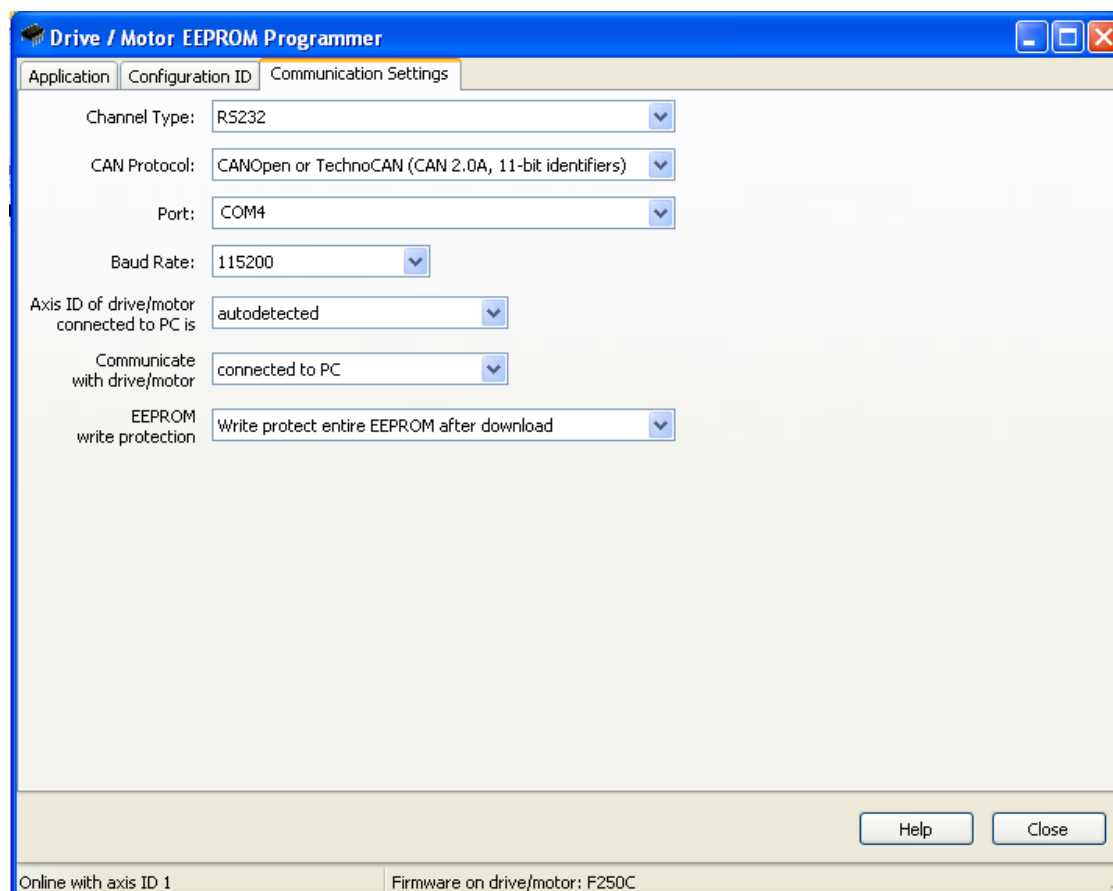 Drive / Motor EEPROM Programmer
Application Configuration ID Communication Settings
Channel Type: RS232
CAN Protocol: CANOpen or TechnoCAN (CAN 2.0A, 11-bit identifiers)
Port: COM4
Baud Rate: 115200
Axis ID of drive/motor
connected to PC is autodetected
Communicate
with drive/motor connected to PC
EEPROM
write protection Write protect entire EEPROM after download
Help Close
Online with axis ID 1 Firmware on drive/motor: F250C